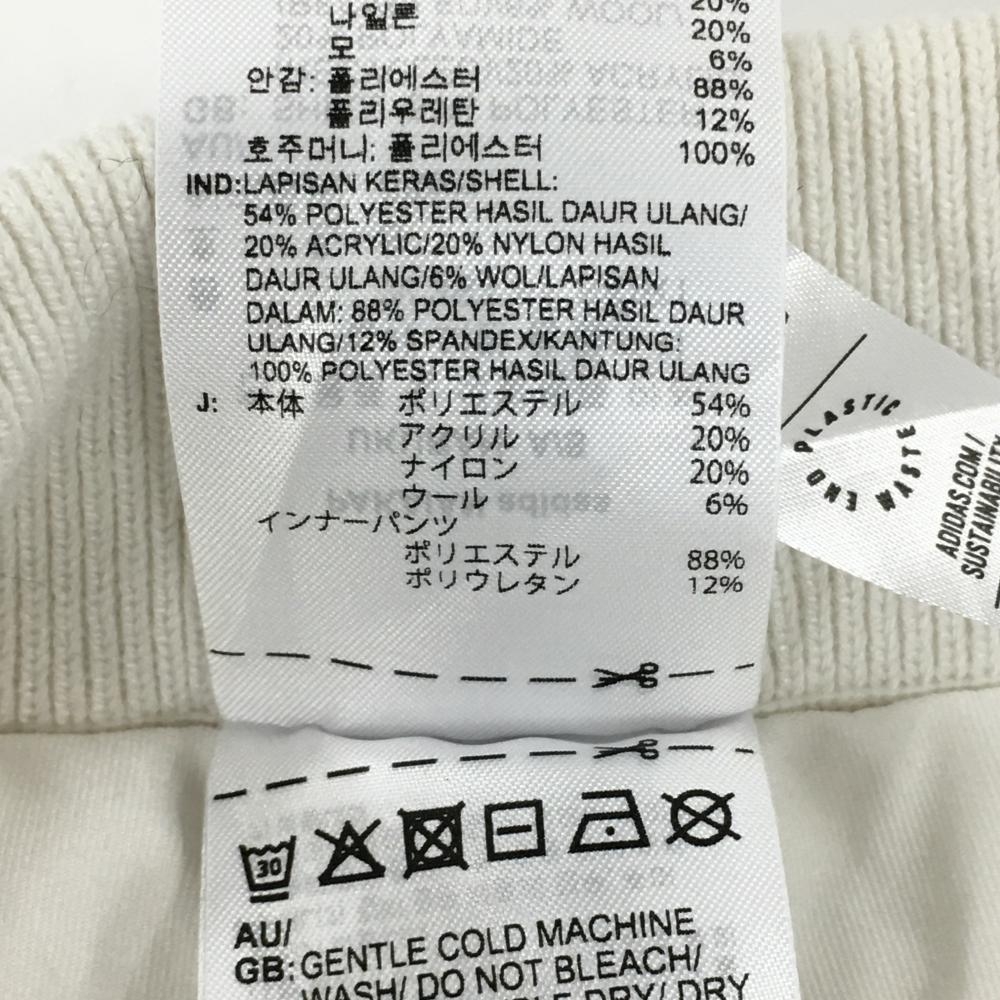 20%
나일론 20%
모 6%
안감: 폴리에스터 88%
폴리우레탄 12%
호주머니: 폴리에스터 100%
IND:LAPISAN KERAS/SHELL:
54% POLYESTER HASIL DAUR ULANG/
20% ACRYLIC/20% NYLON HASIL
DAUR ULANG/6% WOL/LAPISAN
DALAM: 88% POLYESTER HASIL DAUR
ULANG/12% SPANDEX/KANTUNG:
100% POLYESTER HASIL DAUR ULANG
J: 本体 ポリエステル 54%
アクリル 20%
ナイロン 20%
ウール 6%
インナーパンツ
ポリエステル 88%
ポリウレタン 12%
END PLASTIC WASTE
ADIDAS.COM/
SUSTAINABILITY
30
AU/
GB: GENTLE COLD MACHINE
WASH/ DO NOT BLEACH/
DRY/ DRY